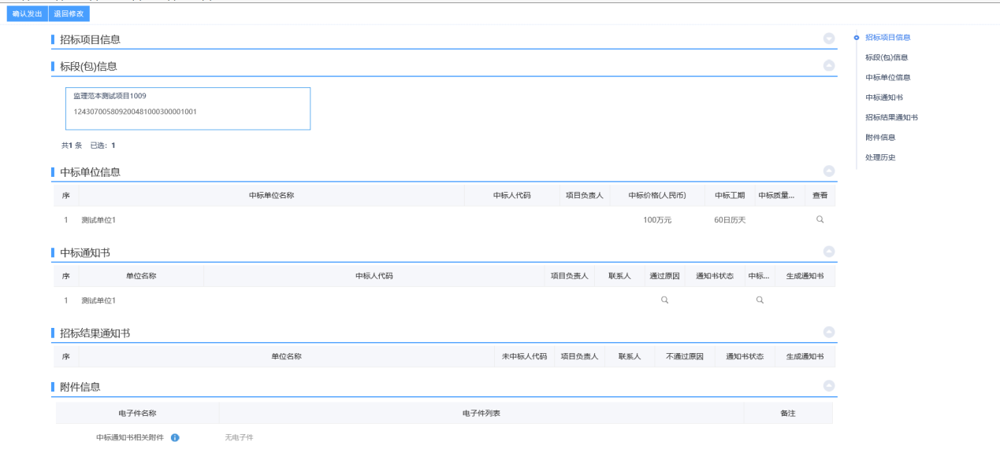 确认发出 退回修改
招标项目信息
标段(包)信息
监理范本测试项目1009
124307005809200481000300001001
共1 条 已选: 1
中标单位信息
序 中标单位名称 中标人代码 项目负责人 中标价格(人民币) 中标工期 中标质量... 查看
1 测试单位1 100万元 60日历天
中标通知书
序 单位名称 中标人代码 项目负责人 联系人 通过原因 通知书状态 中标... 生成通知书
1 测试单位1
招标结果通知书
序 单位名称 未中标人代码 项目负责人 联系人 不通过原因 通知书状态 生成通知书
附件信息
电子件名称 电子件列表 备注
中标通知书相关附件 无电子件
招标项目信息
标段(包)信息
中标单位信息
中标通知书
招标结果通知书
附件信息
处理历史